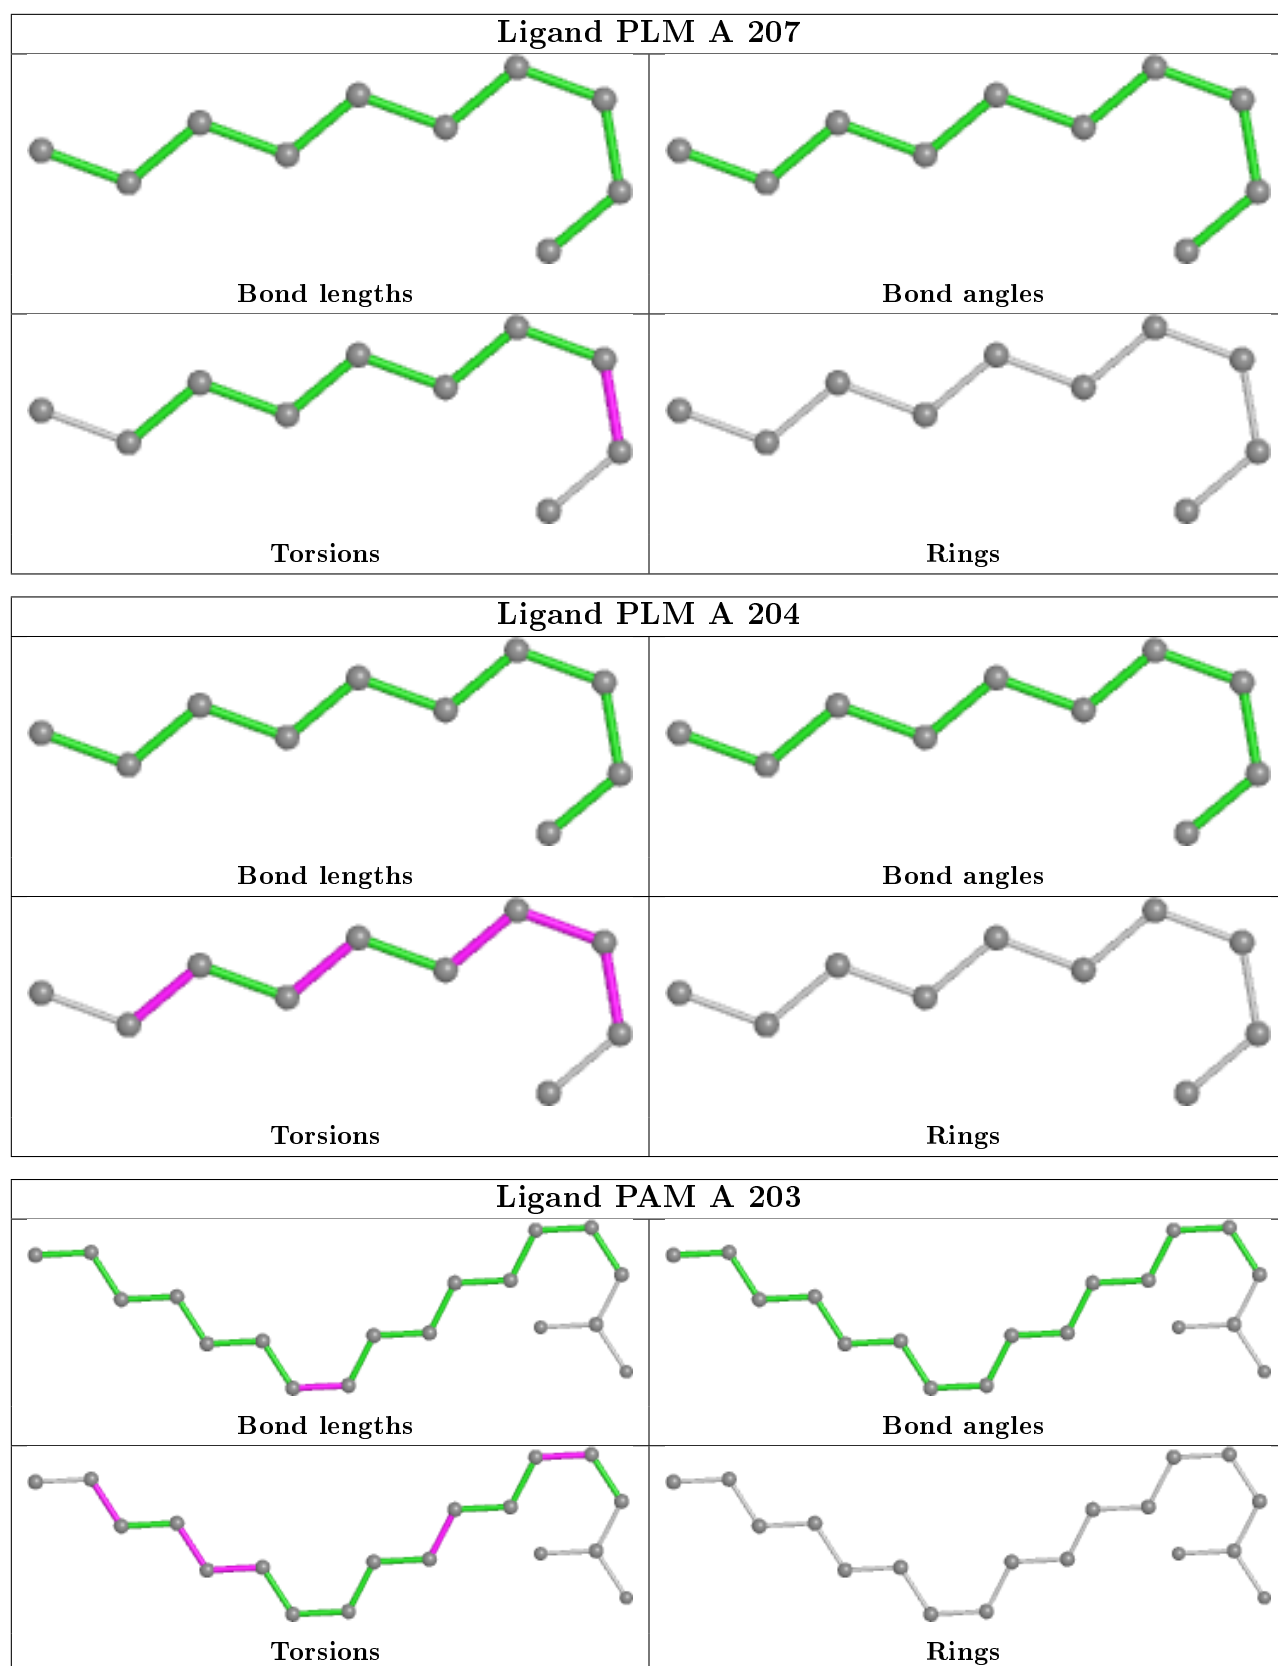 Ligand PLM A 207
Bond lengths
Bond angles
Torsions
Rings
Ligand PLM A 204
Bond lengths
Bond angles
Torsions
Rings
Ligand PAM A 203
Bond lengths
Bond angles
Torsions
Rings